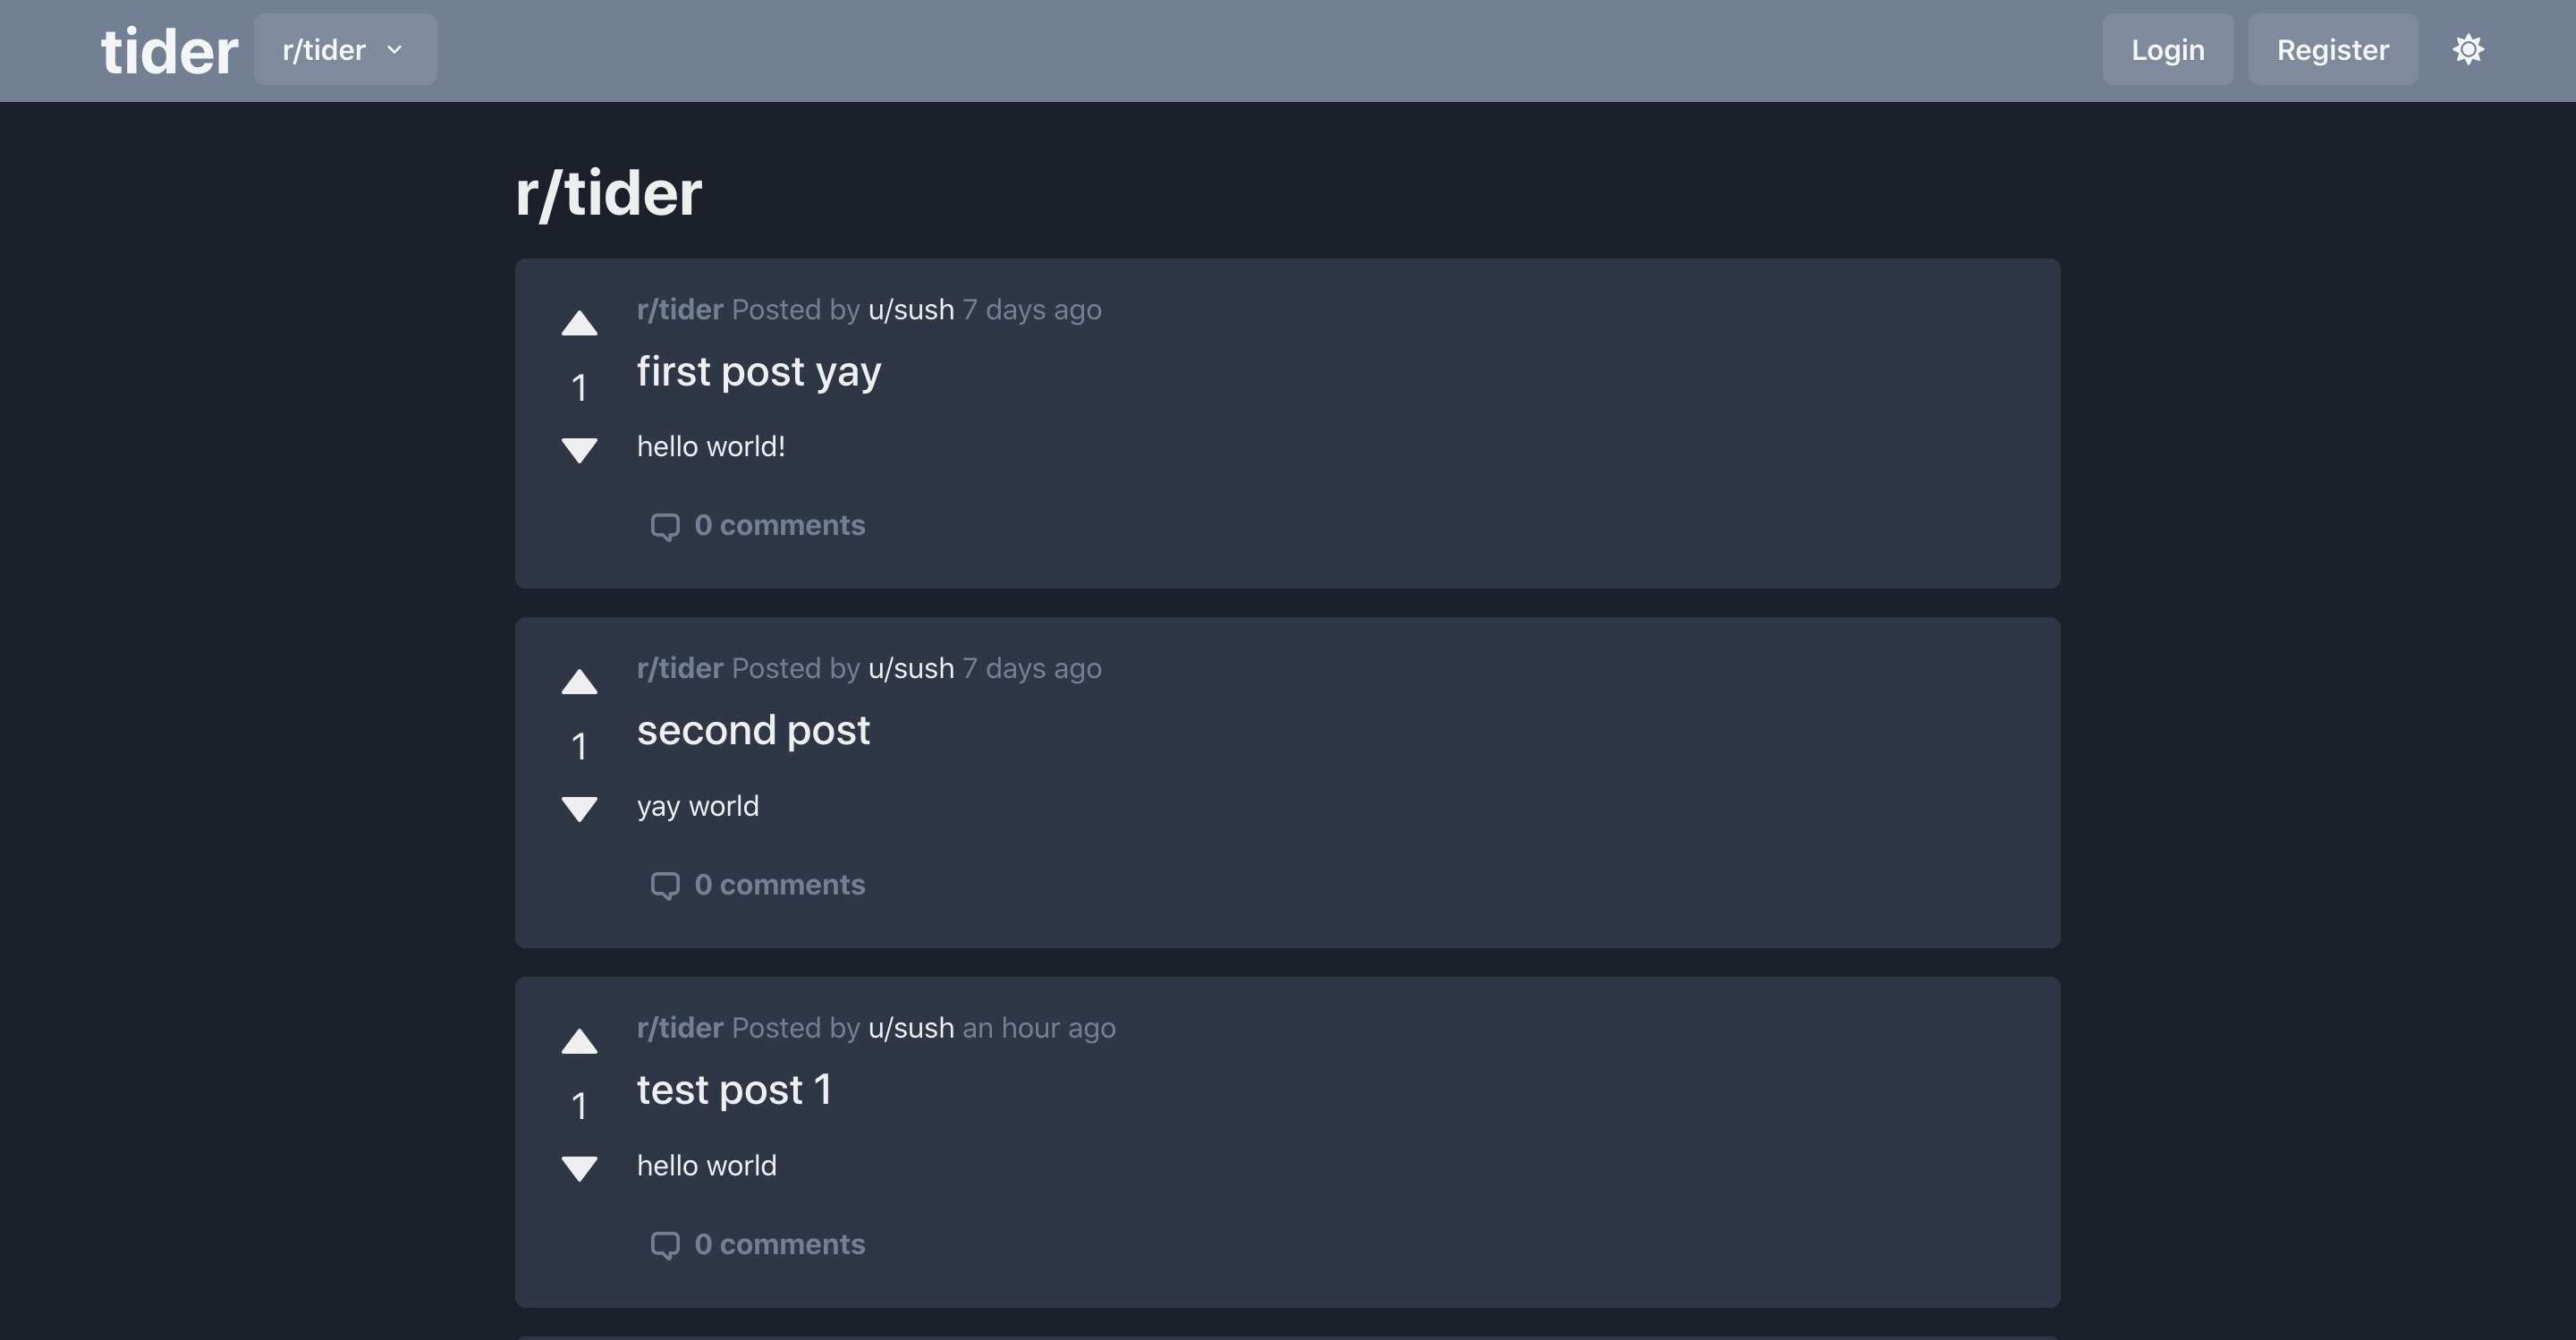 tider r/tider Login Register
r/tider
r/tider Posted by u/sush 7 days ago
first post yay
1
hello world!
0 comments
r/tider Posted by u/sush 7 days ago
second post
1
yay world
0 comments
r/tider Posted by u/sush an hour ago
test post 1
1
hello world
0 comments